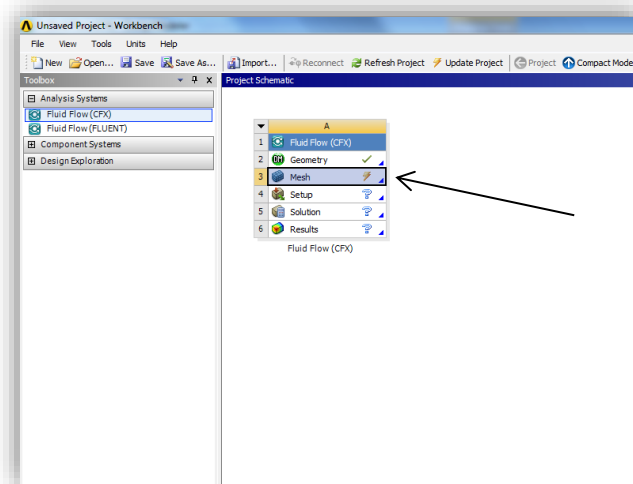 Unsaved Project - Workbench
File View Tools Units Help
New Open... Save Save As... Import... Reconnect Refresh Project Update Project Project Compact Mode
Toolbox X Project Schematic
Analysis Systems
Fluid Flow (CFX)
Fluid Flow (FLUENT)
Component Systems
Design Exploration
A
1 Fluid Flow (CFX)
2 Geometry
3 Mesh
4 Setup
5 Solution
6 Results
Fluid Flow (CFX)